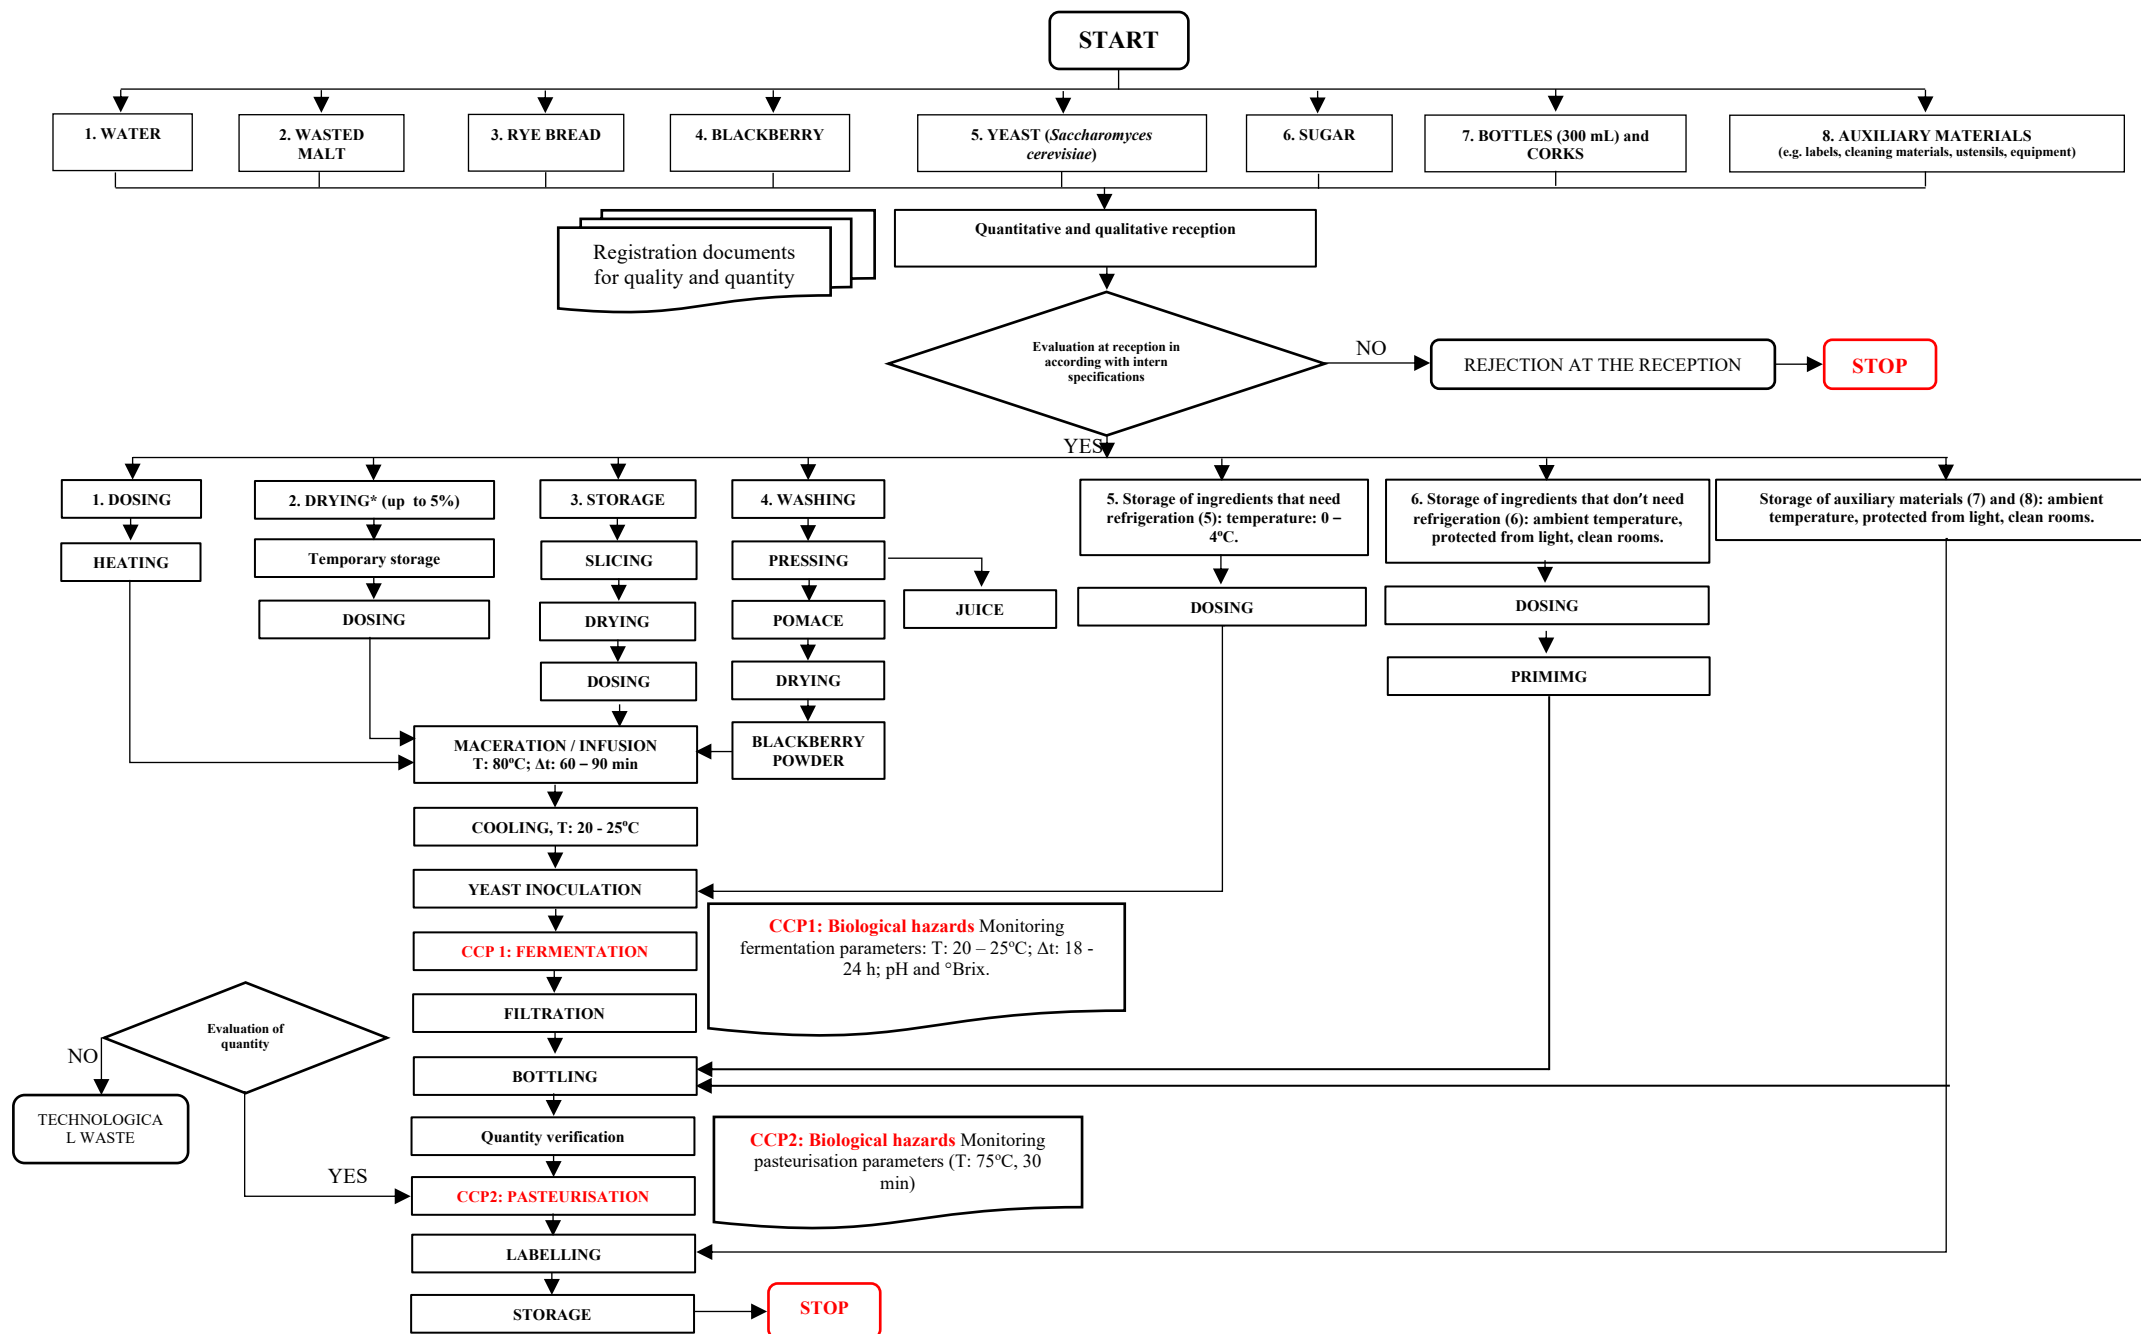 START
1. WATER
2. WASTED
MALT
3. RYE BREAD
4. BLACKBERRY
5. YEAST (Saccharomyces
cerevisiae)
6. SUGAR
7. BOTTLES (300 mL) and
CORKS
8. AUXILIARY MATERIALS
(e.g. labels, cleaning materials, ustensils, equipment)
Registration documents
for quality and quantity
Quantitative and qualitative reception
Evaluation at reception in
according with intern
specifications
NO
REJECTION AT THE RECEPTION
STOP
YES
1. DOSING
HEATING
2. DRYING* (up to 5%)
Temporary storage
DOSING
3. STORAGE
SLICING
DRYING
DOSING
4. WASHING
PRESSING
POMACE
DRYING
BLACKBERRY
POWDER
JUICE
5. Storage of ingredients that need
refrigeration (5): temperature: 0 –
4ºC.
DOSING
6. Storage of ingredients that don't need
refrigeration (6): ambient temperature,
protected from light, clean rooms.
DOSING
PRIMIMG
Storage of auxiliary materials (7) and (8): ambient
temperature, protected from light, clean rooms.
MACERATION / INFUSION
T: 80ºC; Δt: 60 – 90 min
COOLING, T: 20 - 25ºC
YEAST INOCULATION
CCP 1: FERMENTATION
CCP1: Biological hazards Monitoring
fermentation parameters: T: 20 – 25ºC; Δt: 18 -
24 h; pH and °Brix.
FILTRATION
Evaluation of
quantity
NO
TECHNOLOGICA
L WASTE
YES
BOTTLING
Quantity verification
CCP2: PASTEURISATION
CCP2: Biological hazards Monitoring
pasteurisation parameters (T: 75ºC, 30
min)
LABELLING
STORAGE
STOP